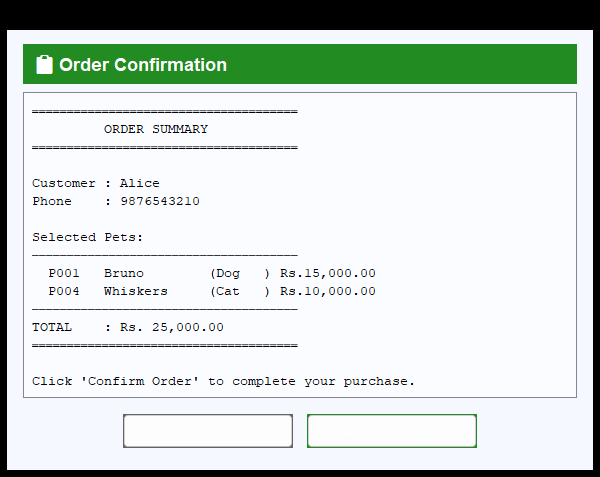 Order Confirmation
======================================
ORDER SUMMARY
======================================
Customer : Alice
Phone    : 9876543210
Selected Pets:
──────────────────────────────────────
P001   Bruno        (Dog   ) Rs.15,000.00
P004   Whiskers     (Cat   ) Rs.10,000.00
──────────────────────────────────────
TOTAL    : Rs. 25,000.00
======================================
Click 'Confirm Order' to complete your purchase.